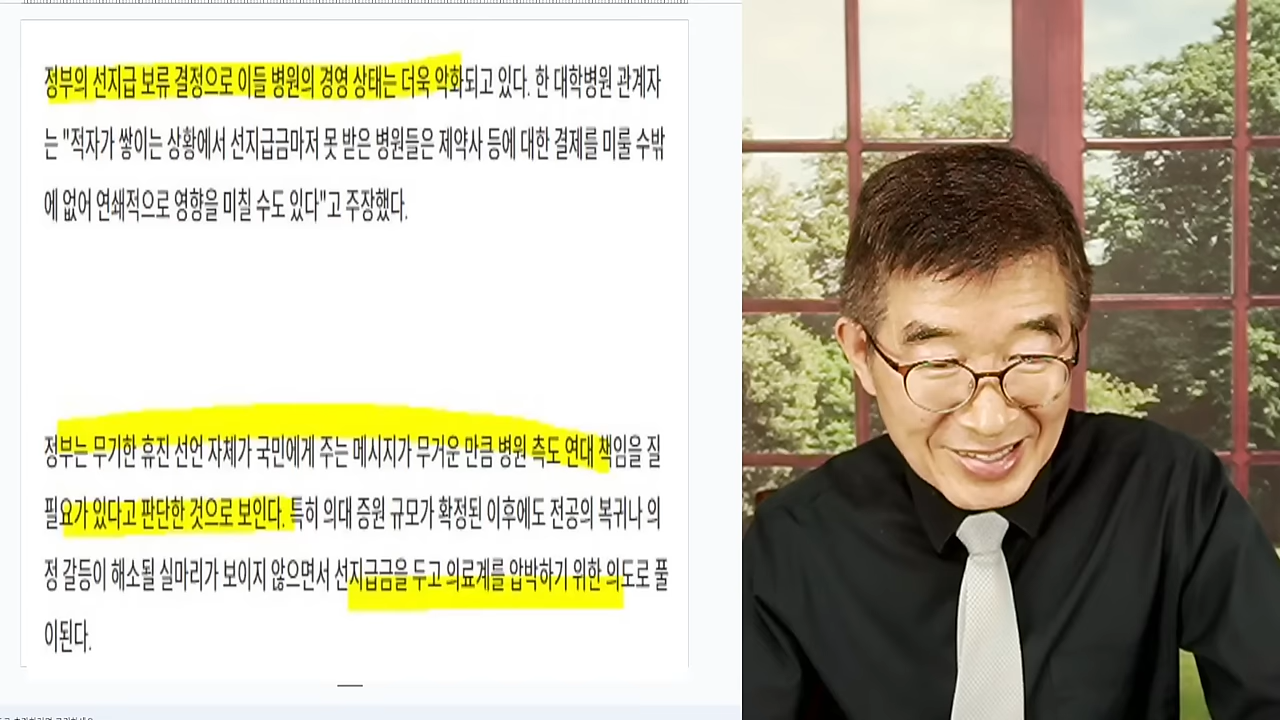 정부의 선지급 보류 결정으로 이들 병원의 경영 상태는 더욱 악화되고 있다. 한 대학병원 관계자
는 "적자가 쌓이는 상황에서 선지급금마저 못 받은 병원들은 제약사 등에 대한 결제를 미룰 수밖
에 없어 연쇄적으로 영향을 미칠 수도 있다"고 주장했다.
정부는 무기한 휴진 선언 자체가 국민에게 주는 메시지가 무거운 만큼 병원 측도 연대 책임을 질
필요가 있다고 판단한 것으로 보인다. 특히 의대 증원 규모가 확정된 이후에도 전공의 복귀나 의
정 갈등이 해소될 실마리가 보이지 않으면서 선지급금을 두고 의료계를 압박하기 위한 의도로 풀
이된다.